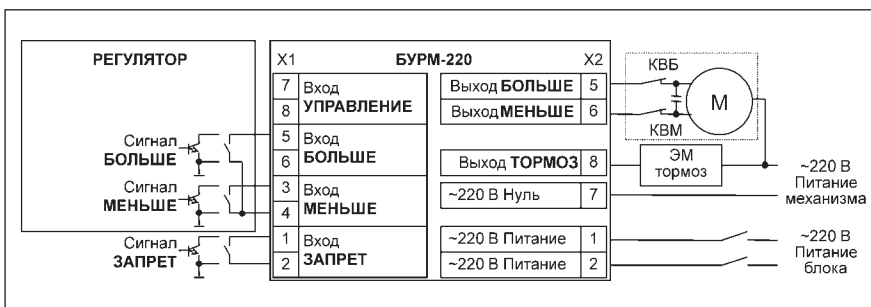 РЕГУЛЯТОР
Сигнал
БОЛЬШЕ
Сигнал
МЕНЬШЕ
Сигнал
ЗАПРЕТ
X1 БУРМ-220 X2
7 Вход
8 УПРАВЛЕНИЕ
5 Вход
6 БОЛЬШЕ
3 Вход
4 МЕНЬШЕ
1 Вход
2 ЗАПРЕТ
Выход БОЛЬШЕ 5
Выход МЕНЬШЕ 6
Выход ТОРМОЗ 8
~220 В Нуль 7
~220 В Питание 1
~220 В Питание 2
КВБ
М
КВМ
ЭМ
тормоз
~220 В
Питание
механизма
~220 В
Питание
блока